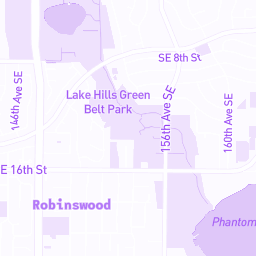 SE 8th St
146th Ave SE
Lake Hills Green
Belt Park
156th Ave SE
160th Ave SE
E 16th St
Robinswood
Phantom